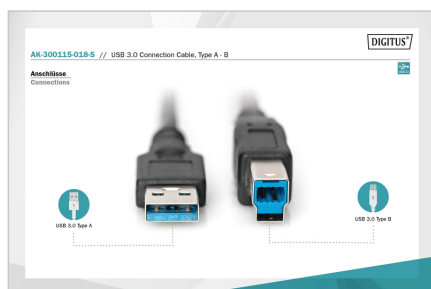 DIGITUS®
AK-300115-018-S // USB 3.0 Connection Cable, Type A - B
Anschlüsse
Connections
USB 3.0 Type A
USB 3.0 Type B